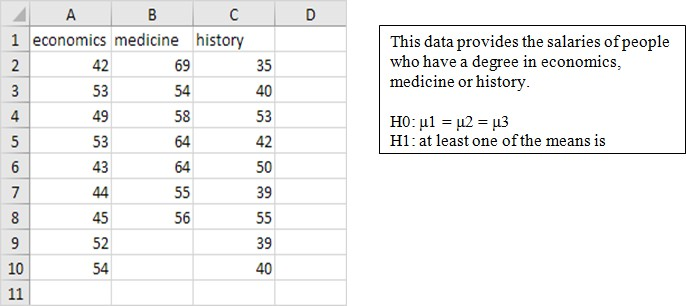 A B C D
1 economics medicine history
2 42 69 35
3 53 54 40
4 49 58 53
5 53 64 42
6 43 64 50
7 44 55 39
8 45 56 55
9 52 39
10 54 40
11
This data provides the salaries of people
who have a degree in economics,
medicine or history.
H0: µ1 = µ2 = µ3
H1: at least one of the means is